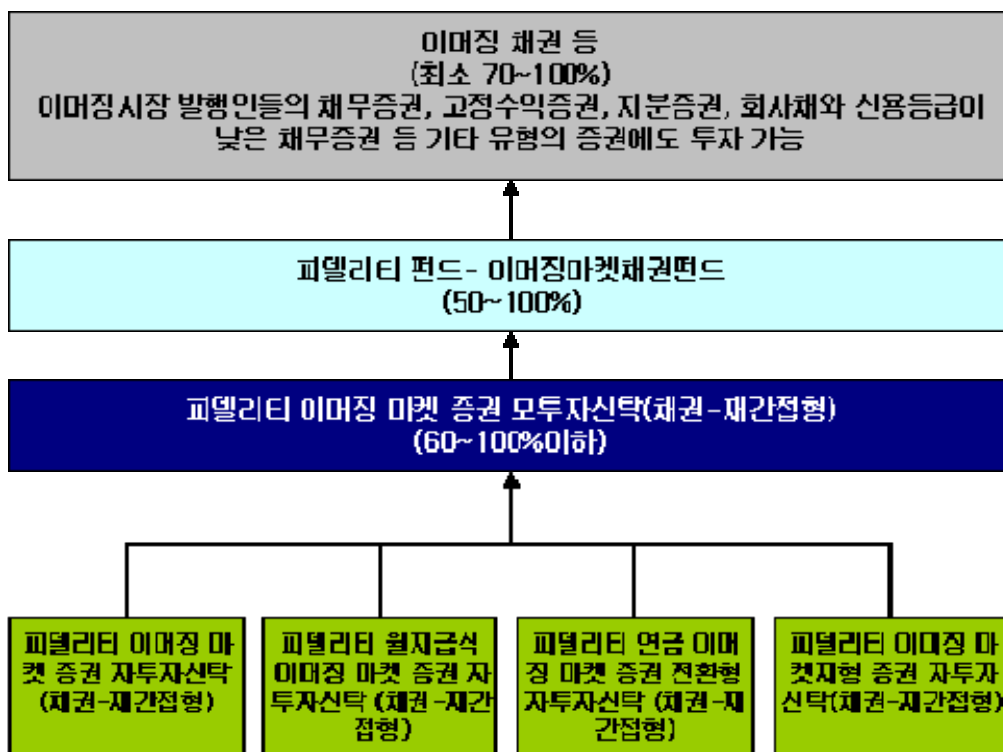 이머징 채권 등
(최소 70~100%)
이머징시장 발행인들의 채무증권, 고정수익증권, 지분증권, 회사채와 신용등급이
낮은 채무증권 등 기타 유형의 증권에도 투자 가능
피델리티 펀드- 이머징마켓채권펀드
(50~100%)
피델리티 이머징 마켓 증권 모투자신탁(채권-재간접형)
(60~100%이하)
피델리티 이머징 마
켓 증권 자투자신탁
(채권-재간접형)
피델리티 월지급식
이머징 마켓 증권 자
투자신탁 (채권-재간
접형)
피델리티 연금 이머
징 마켓 증권 전환형
자투자신탁 (채권-재
간접형)
피델리티 이머징 마
증권 자투자
신탁(채권-재간접형)